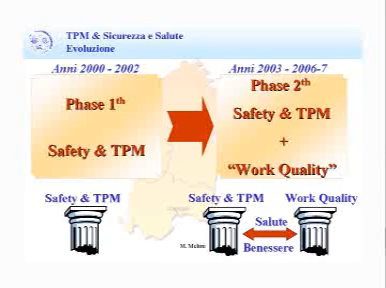 TPM & Sicurezza e Salute
Evoluzione
Anni 2000 - 2002
Anni 2003 - 2006-7
Phase 1th
Safety & TPM
Phase 2th
Safety & TPM
+
“Work Quality”
Safety & TPM
Safety & TPM
Work Quality
Salute
Benessere
M. Meloni